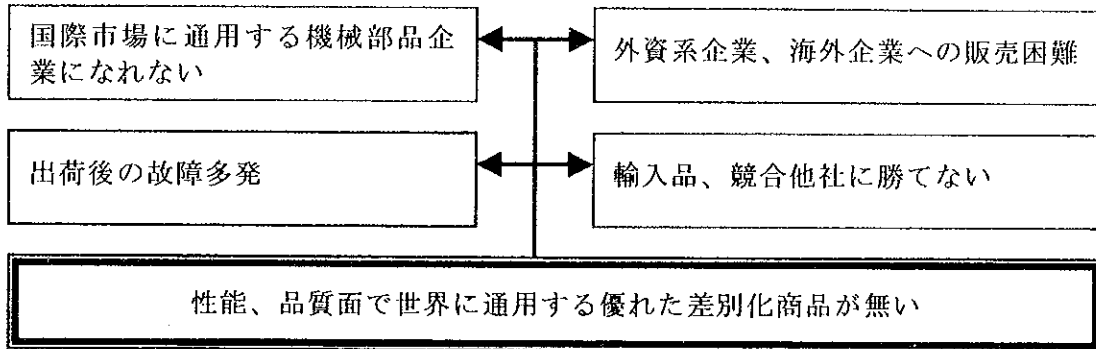 国際市場に通用する機械部品企
業になれない
外資系企業、海外企業への販売困難
出荷後の故障多発
輸入品、競合他社に勝てない
性能、品質面で世界に通用する優れた差別化商品が無い